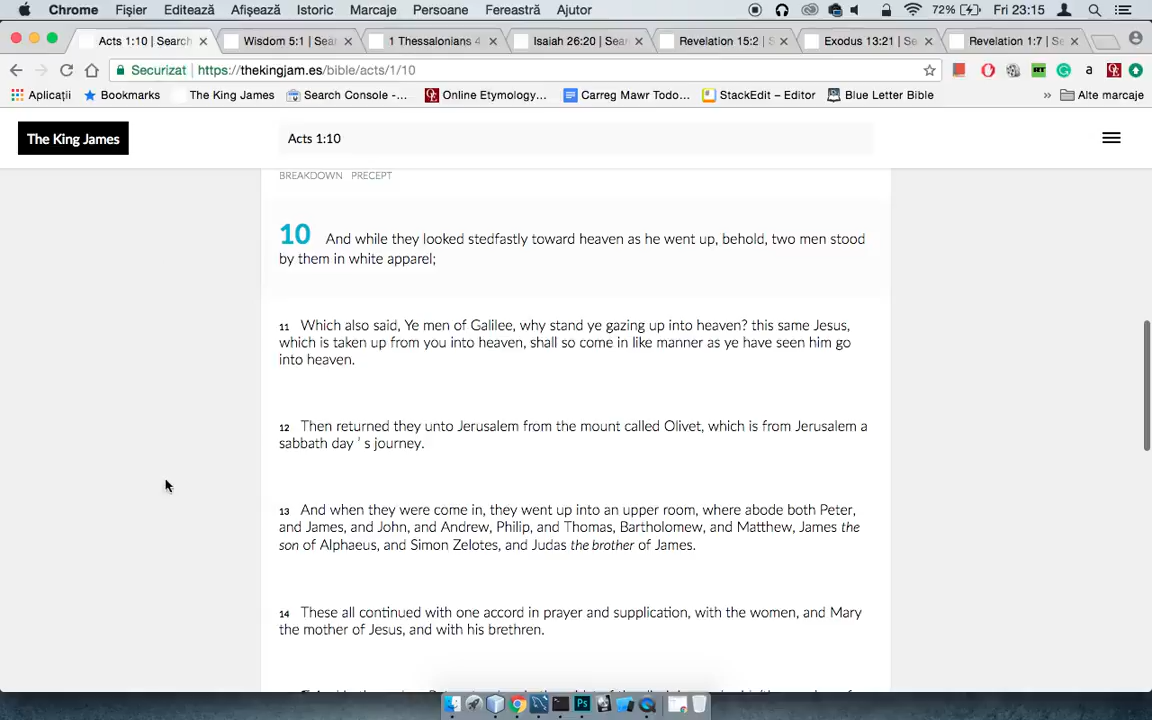 Chrome Fișier Editează Afișează Istoric Marcaje Persoane Fereastră Ajutor 72% Fri 23:15
Acts 1:10 | Search Wisdom 5:1 | Sea 1 Thessalonians 4 Isaiah 26:20 | Sea Revelation 15:2 | S Exodus 13:21 | Se Revelation 1:7 | Se
Securizat https://thekingjam.es/bible/acts/1/10
Aplicații Bookmarks The King James Search Console -... Online Etymology... Carreg Mawr Todo... StackEdit – Editor Blue Letter Bible » Alte marcaje
The King James Acts 1:10
BREAKDOWN PRECEPT
10 And while they looked stedfastly toward heaven as he went up, behold, two men stood
by them in white apparel;
11 Which also said, Ye men of Galilee, why stand ye gazing up into heaven? this same Jesus,
which is taken up from you into heaven, shall so come in like manner as ye have seen him go
into heaven.
12 Then returned they unto Jerusalem from the mount called Olivet, which is from Jerusalem a
sabbath day ' s journey.
13 And when they were come in, they went up into an upper room, where abode both Peter,
and James, and John, and Andrew, Philip, and Thomas, Bartholomew, and Matthew, James the
son of Alphaeus, and Simon Zelotes, and Judas the brother of James.
14 These all continued with one accord in prayer and supplication, with the women, and Mary
the mother of Jesus, and with his brethren.